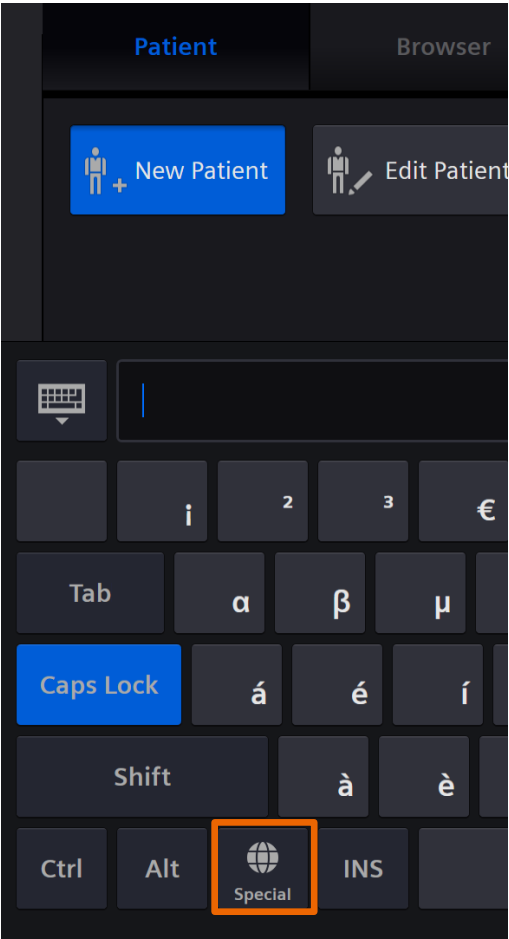 Patient Browser
New Patient Edit Patient
¡ ² ³ €
Tab α β µ
Caps Lock á é í
Shift à è
Ctrl Alt Special INS